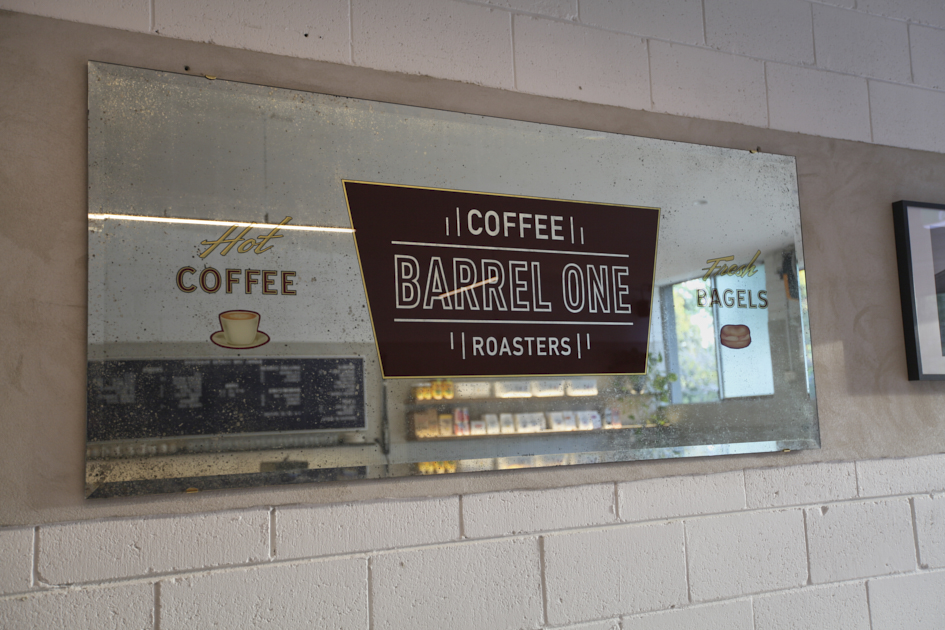 Hot
COFFEE
COFFEE
BARREL ONE
ROASTERS
Fresh
BAGELS